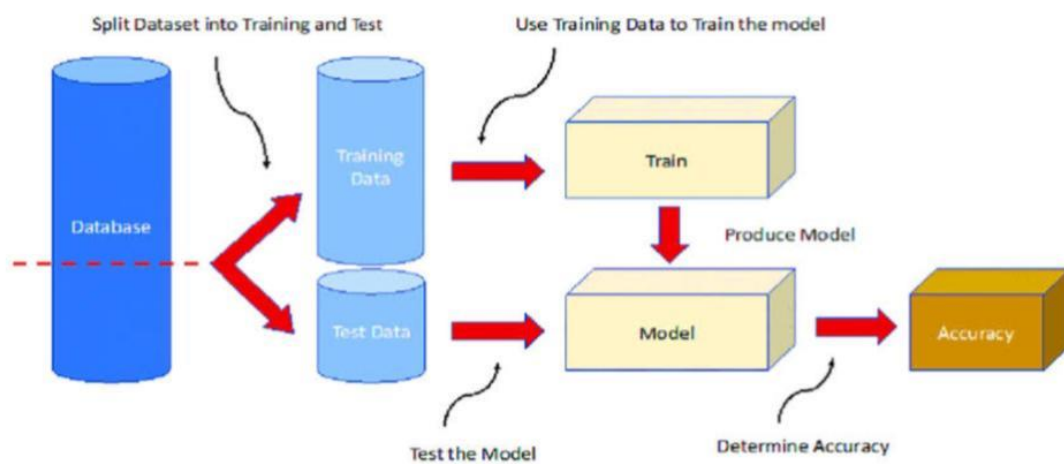 Split Dataset into Training and Test
Use Training Data to Train the model
Database
Training
Data
Train
Produce Model
Test Data
Model
Accuracy
Test the Model
Determine Accuracy